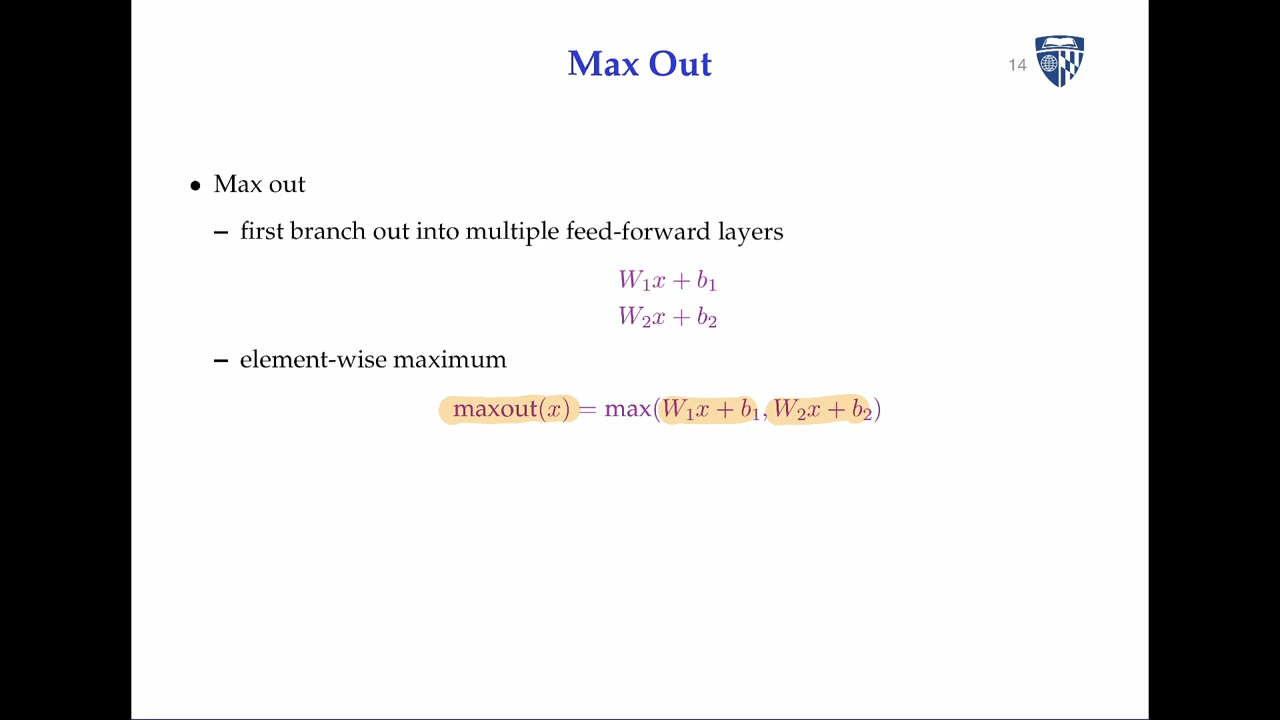 Max Out
14
• Max out
– first branch out into multiple feed-forward layers
W₁x + b₁
W₂x + b₂
– element-wise maximum
maxout(x) = max(W₁x + b₁, W₂x + b₂)